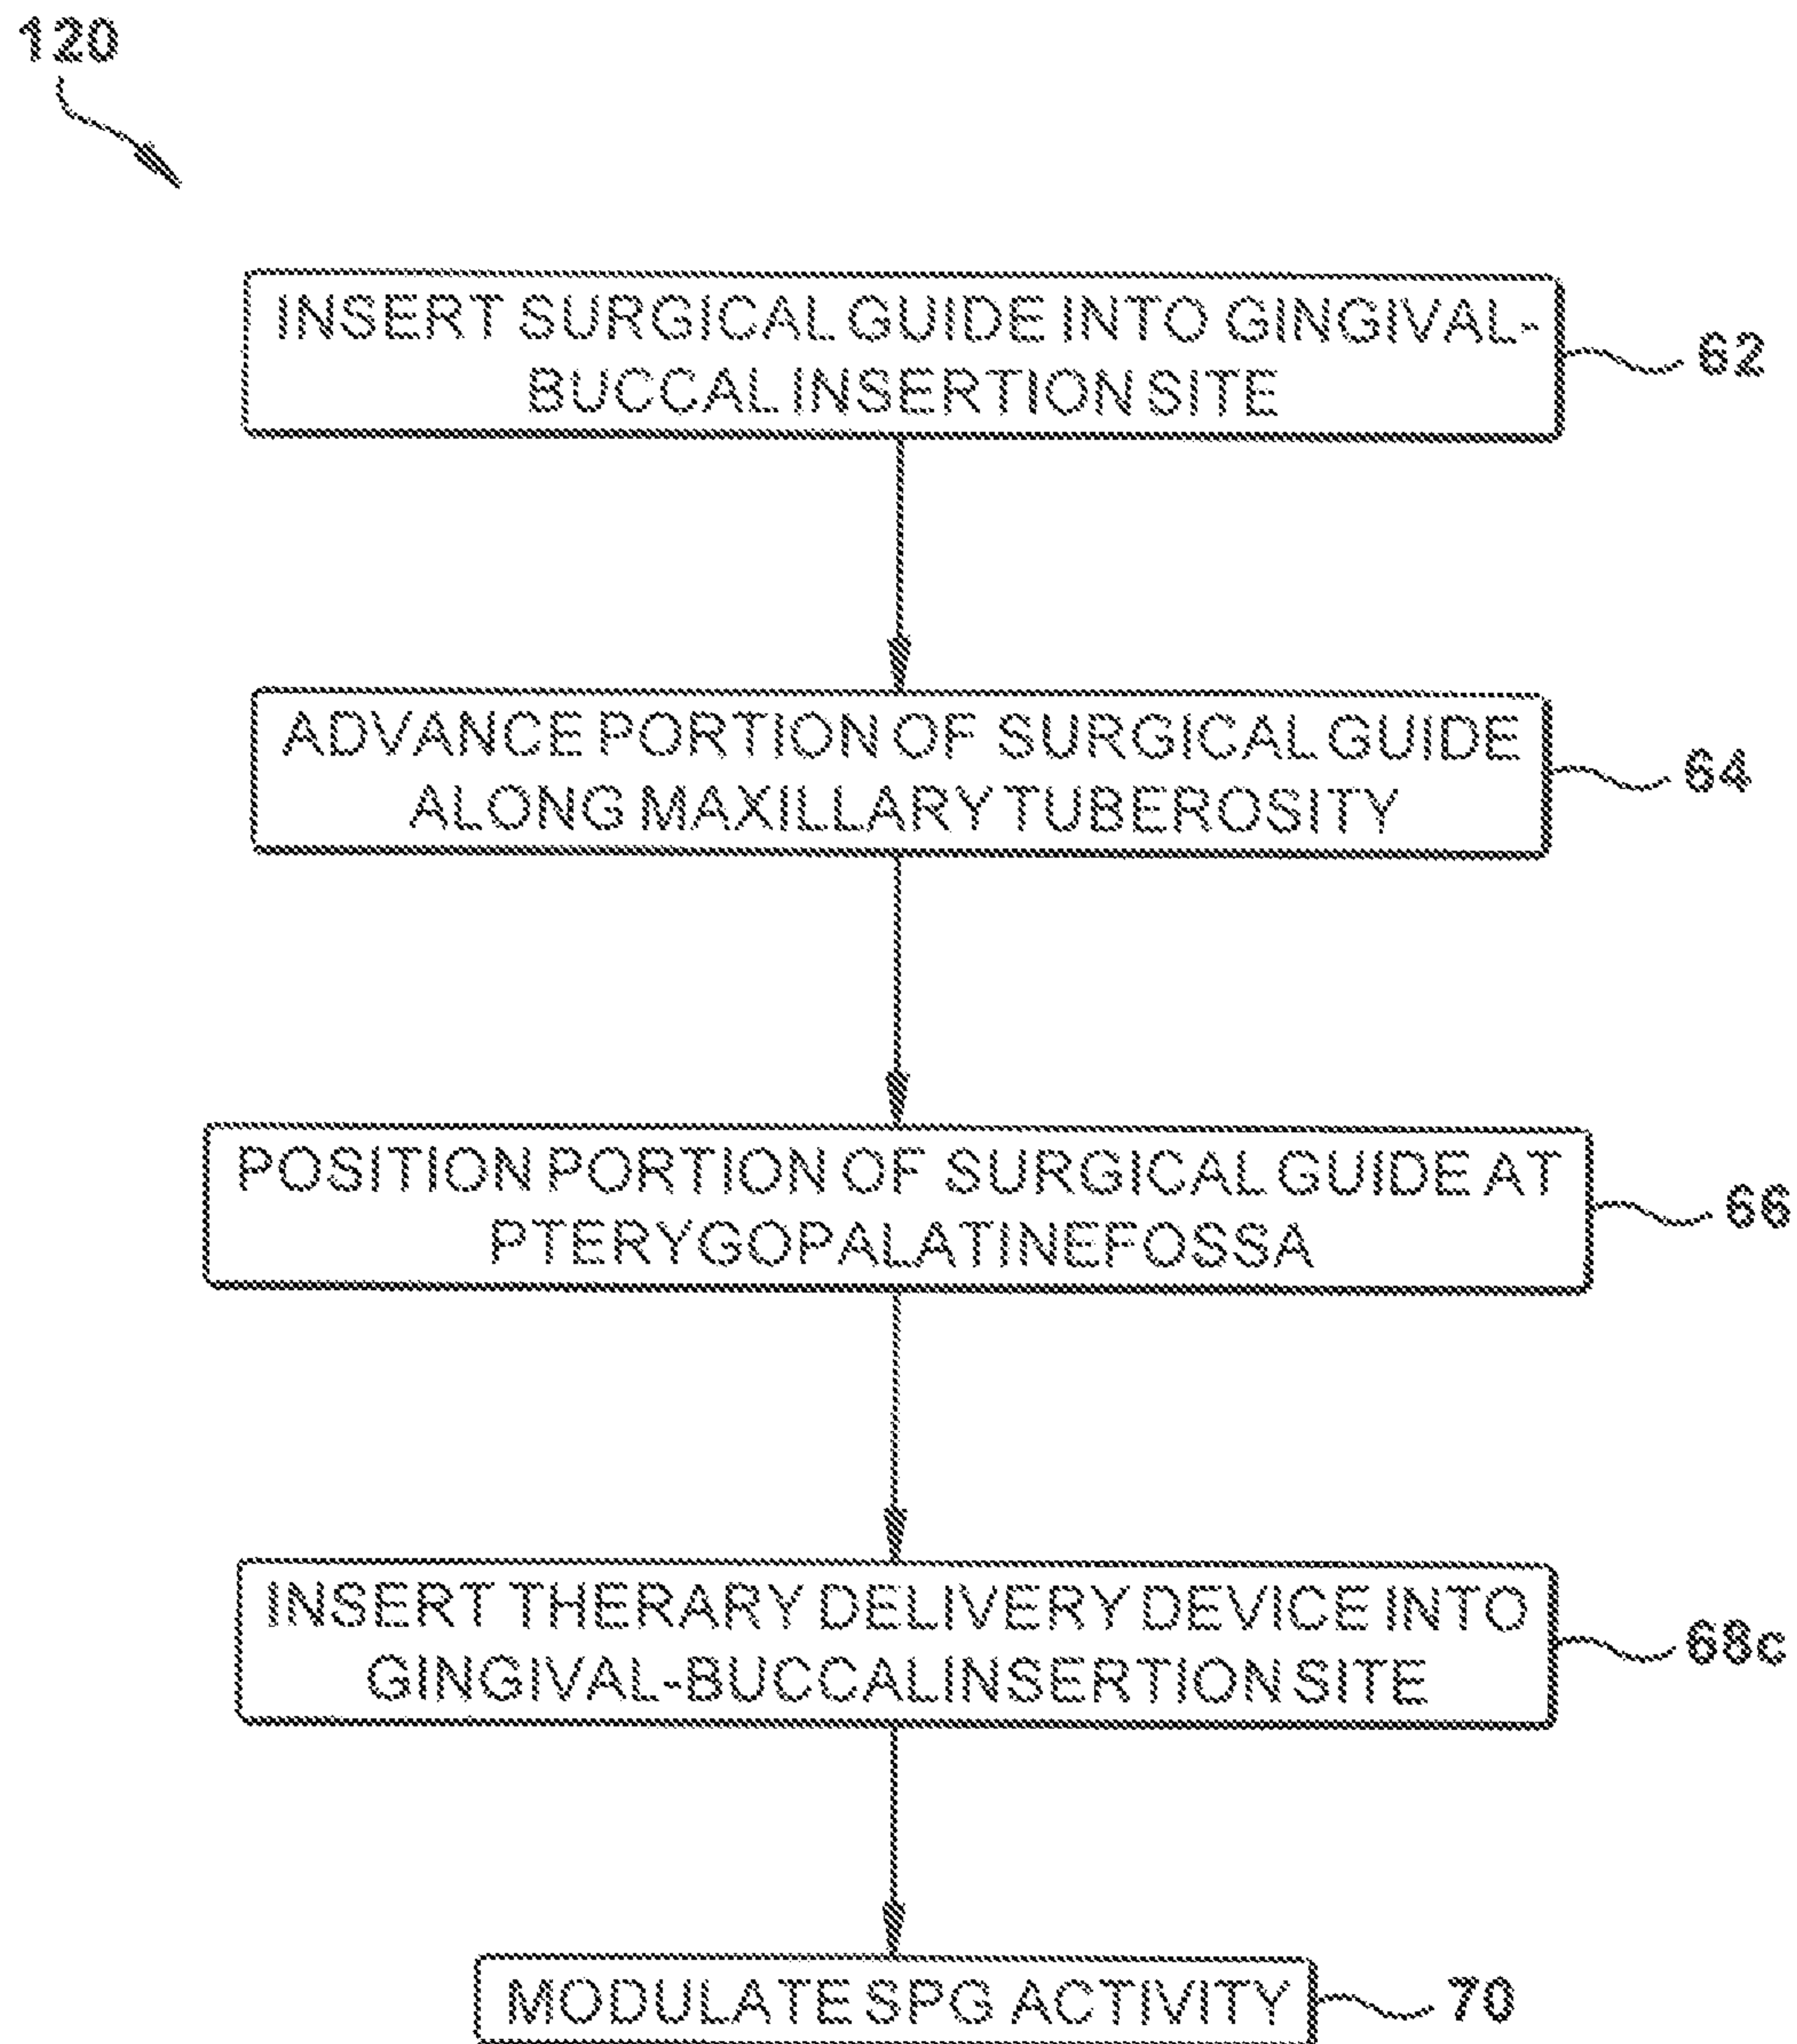 120
INSERT SURGICAL GUIDE INTO GINGIVAL-
BUCCAL INSERTION SITE
62
ADVANCE PORTION OF SURGICAL GUIDE
ALONG MAXILLARY TUBEROSITY
64
POSITION PORTION OF SURGICAL GUIDE AT
PTERYGOPALATINEFOSSA
66
INSERT THERARY DELIVERY DEVICE INTO
GINGIVAL-BUCCALINSERTION SITE
68c
MODULATE SPG ACTIVITY
70